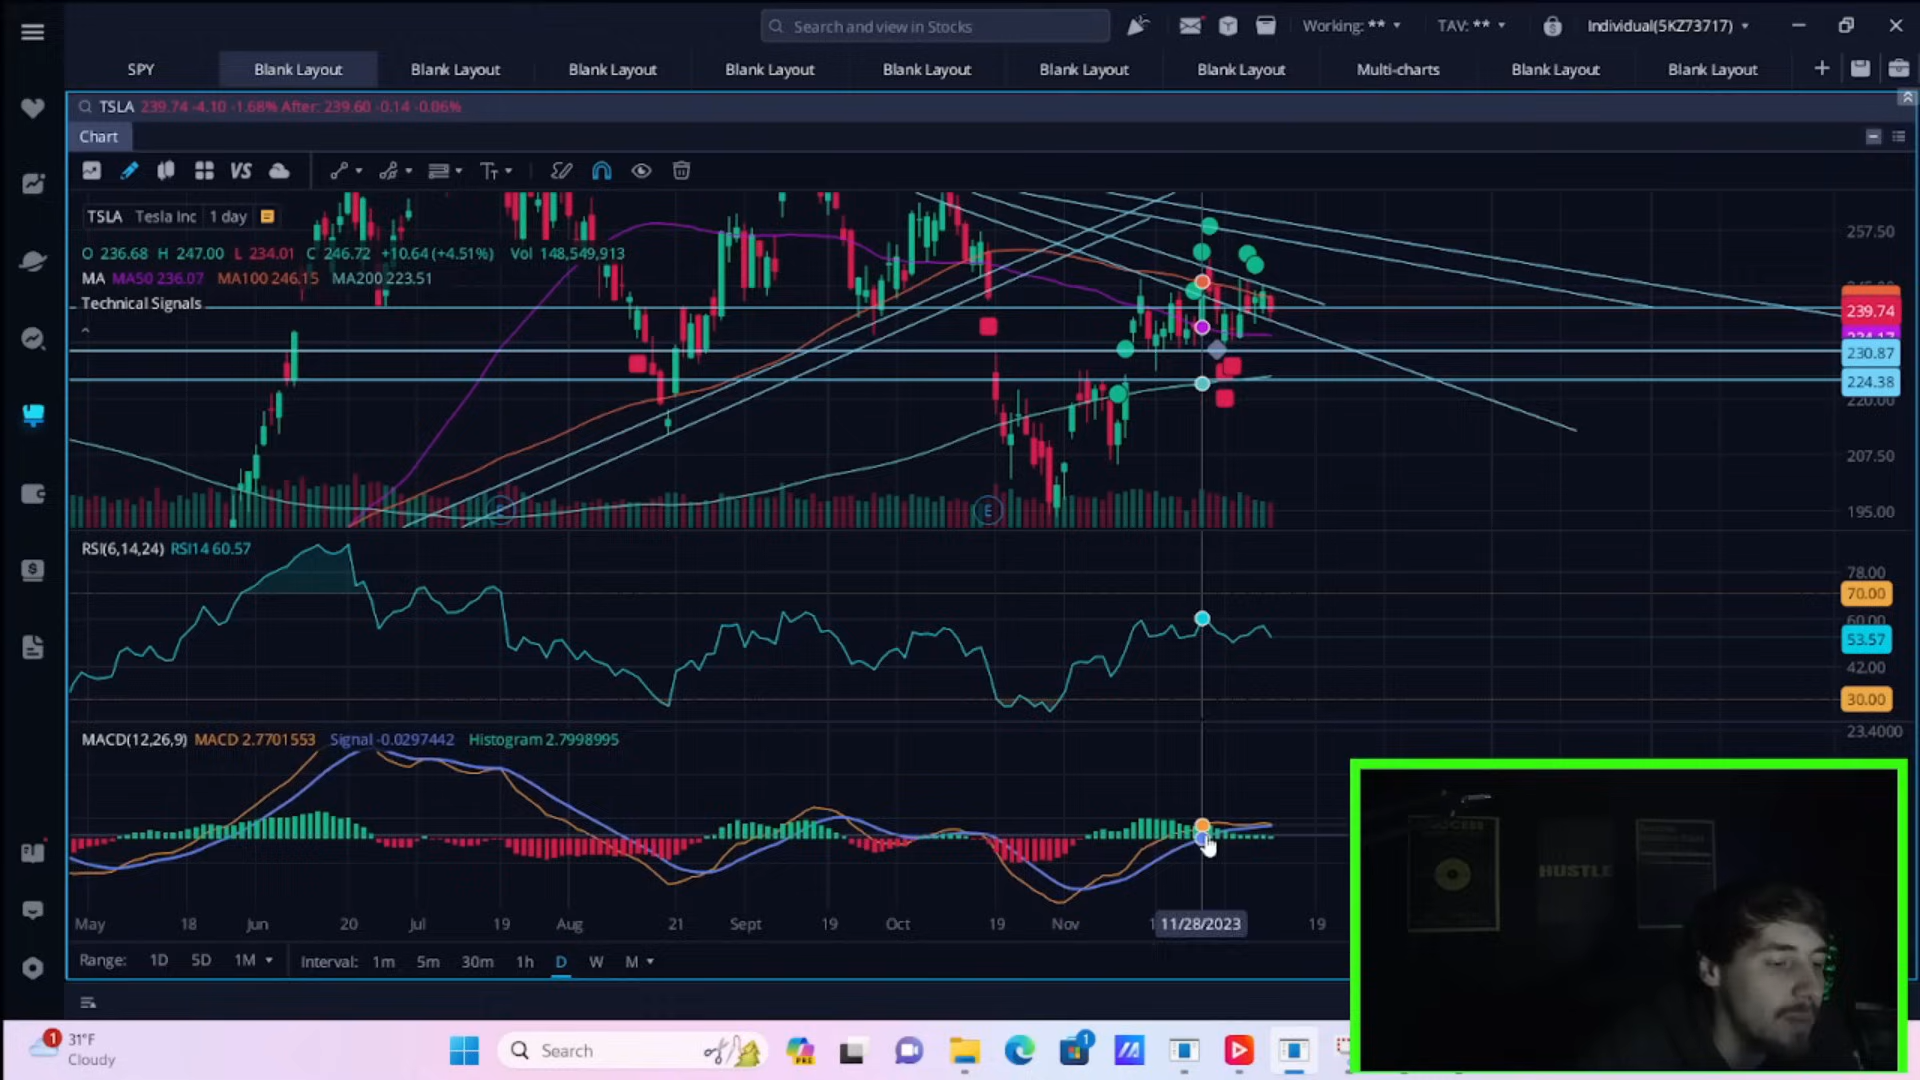 Search and view in Stocks
Working: **
TAV: **
Individual(5KZ73717)
SPY
Blank Layout
Blank Layout
Blank Layout
Blank Layout
Blank Layout
Blank Layout
Blank Layout
Multi-charts
Blank Layout
Blank Layout
TSLA 239.74 -4.10 -1.68% After: 239.60 -0.14 -0.06%
Chart
VS
TSLA Tesla Inc 1 day
O 236.68 H 247.00 L 234.01 C 246.72 +10.64 (+4.51%) Vol 148,549,913
MA MA50 236.07 MA100 246.15 MA200 223.51
Technical Signals
257.50
239.74
230.87
224.38
220.00
207.50
195.00
E
RSI(6,14,24) RSI14 60.57
78.00
70.00
60.00
53.57
42.00
30.00
MACD(12,26,9) MACD 2.7701553 Signal -0.0297442 Histogram 2.7998995
23.4000
May 18 Jun 20 Jul 19 Aug 21 Sept 19 Oct 19 Nov 11/28/2023 19
Range: 1D 5D 1M Interval: 1m 5m 30m 1h D W M
HUSTLE
1
31°F
Cloudy
Search
PRE
1